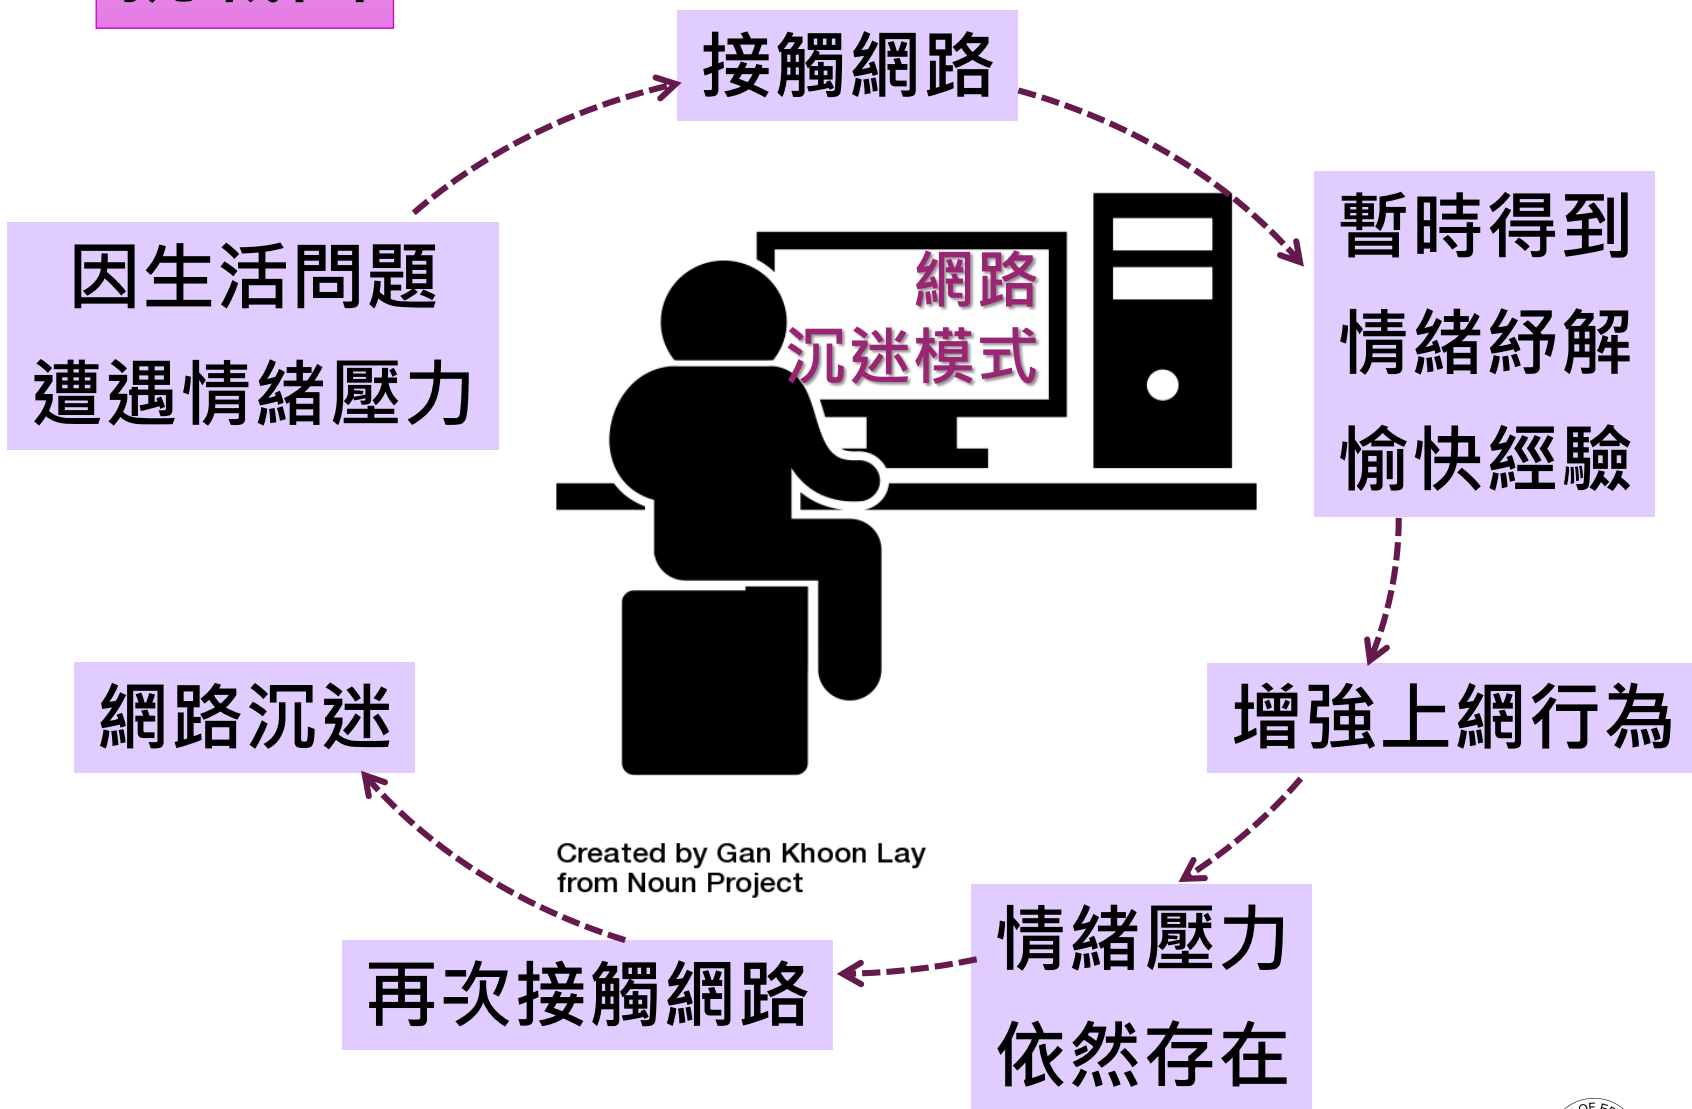 接觸網路
暫時得到
情緒紓解
愉快經驗
因生活問題
遭遇情緒壓力
網路
沉迷模式
增強上網行為
網路沉迷
Created by Gan Khoon Lay
from Noun Project
情緒壓力
依然存在
再次接觸網路